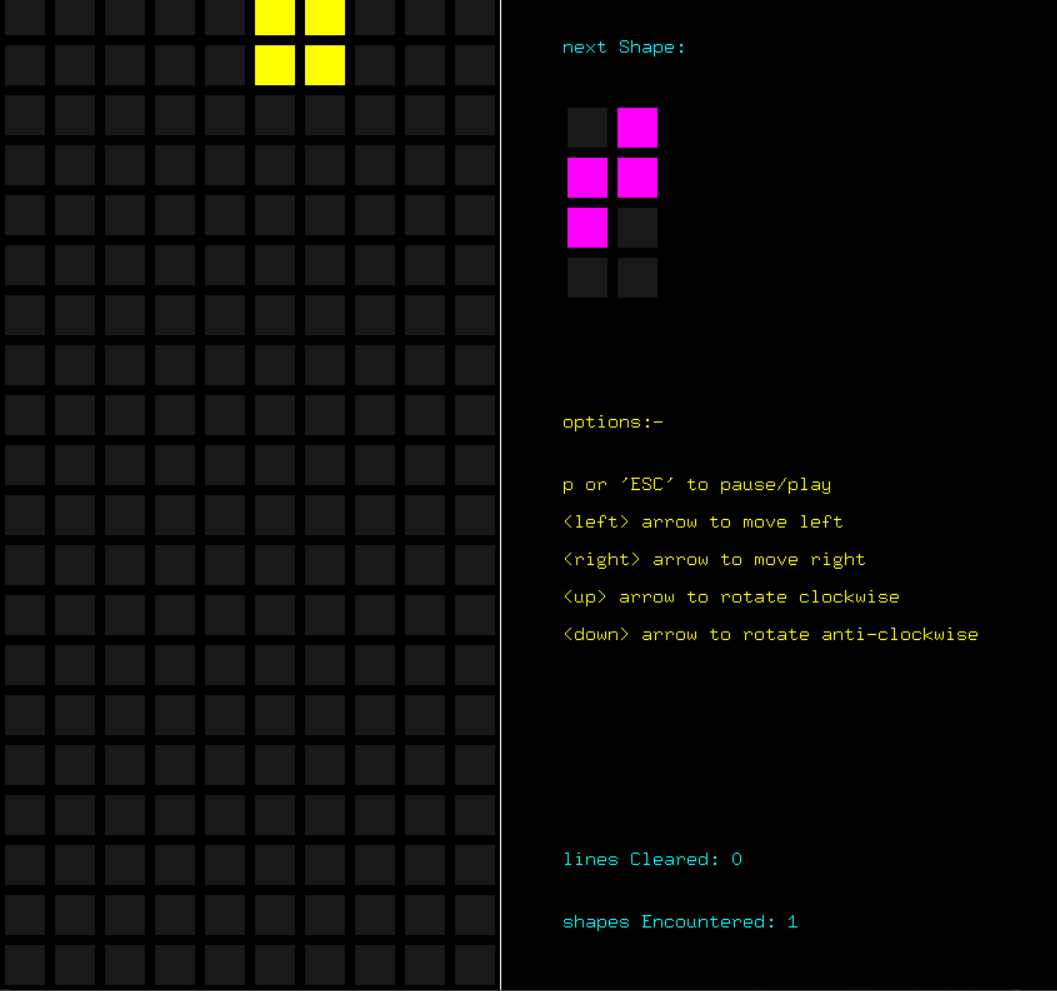 next Shape:
options:-
p or 'ESC' to pause/play
<left> arrow to move left
<right> arrow to move right
<up> arrow to rotate clockwise
<down> arrow to rotate anti-clockwise
lines Cleared: 0
shapes Encountered: 1